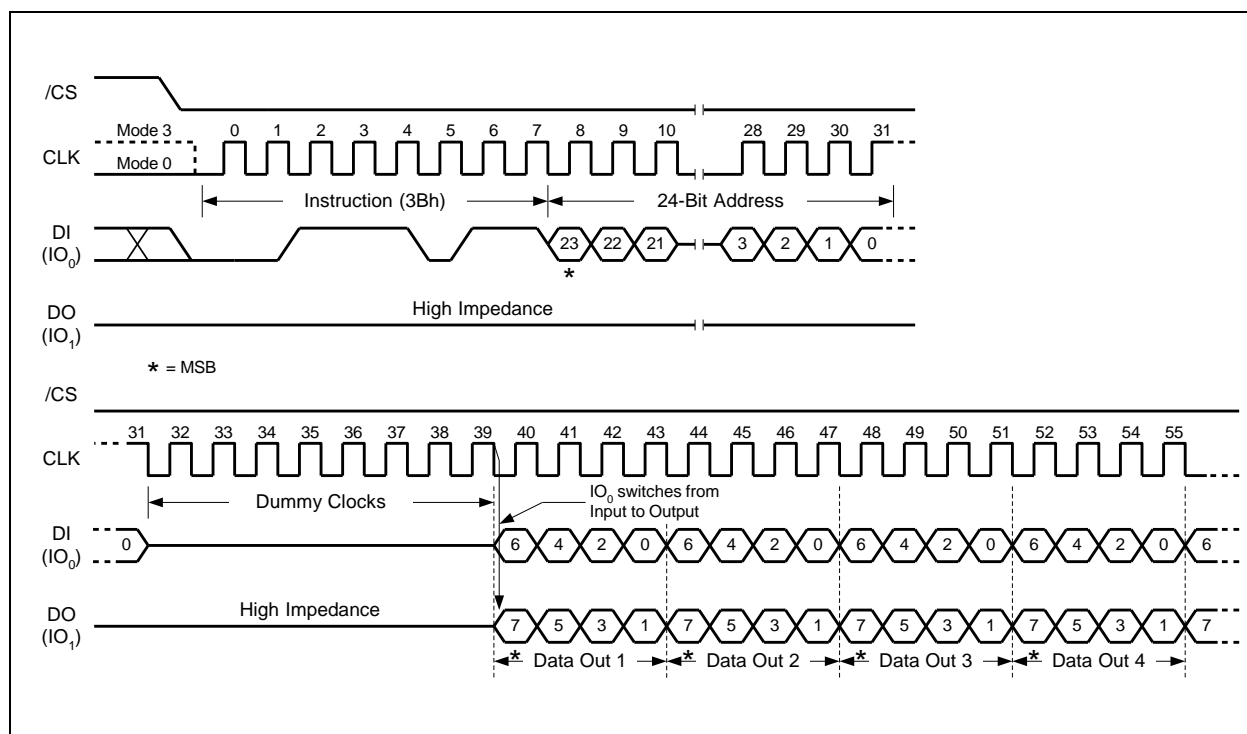 /CS
Mode 3 0 1 2 3 4 5 6 7 8 9 10 28 29 30 31
CLK
Mode 0
Instruction (3Bh) 24-Bit Address
DI
(IO0) 23 22 21 3 2 1 0
*
High Impedance
DO
(IO1)
* = MSB
/CS
31 32 33 34 35 36 37 38 39 40 41 42 43 44 45 46 47 48 49 50 51 52 53 54 55
CLK
Dummy Clocks
IO0 switches from
Input to Output
DI
(IO0) 0 6 4 2 0 6 4 2 0 6 4 2 0 6 4 2 0 6
High Impedance
DO
(IO1) 7 5 3 1 7 5 3 1 7 5 3 1 7 5 3 1 7
* Data Out 1 * Data Out 2 * Data Out 3 * Data Out 4